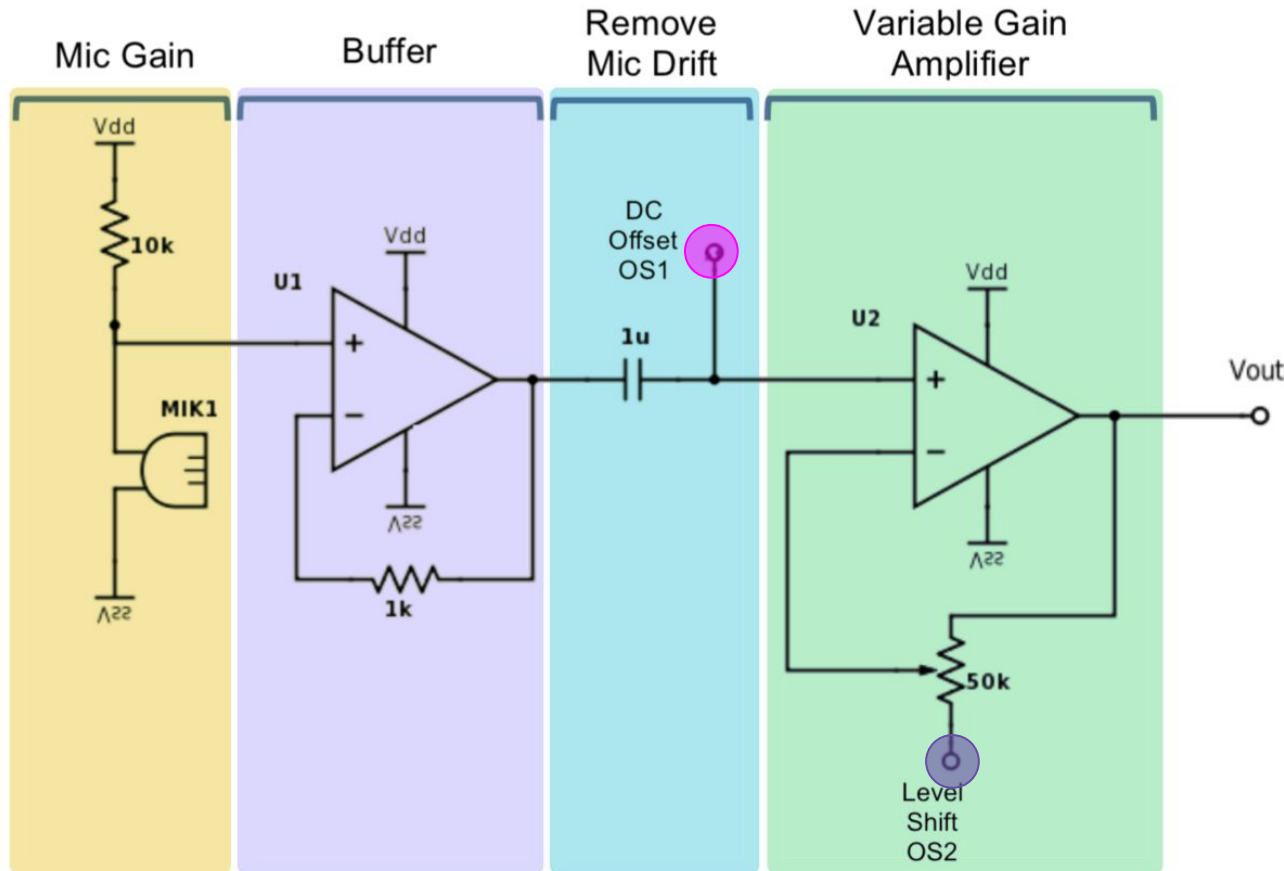 Mic Gain
Buffer
Remove
Mic Drift
Variable Gain
Amplifier
Vdd
10k
MIK1
Vss
U1
Vdd
+
−
Vss
1k
DC
Offset
OS1
1u
U2
Vdd
+
−
Vss
50k
Level
Shift
OS2
Vout